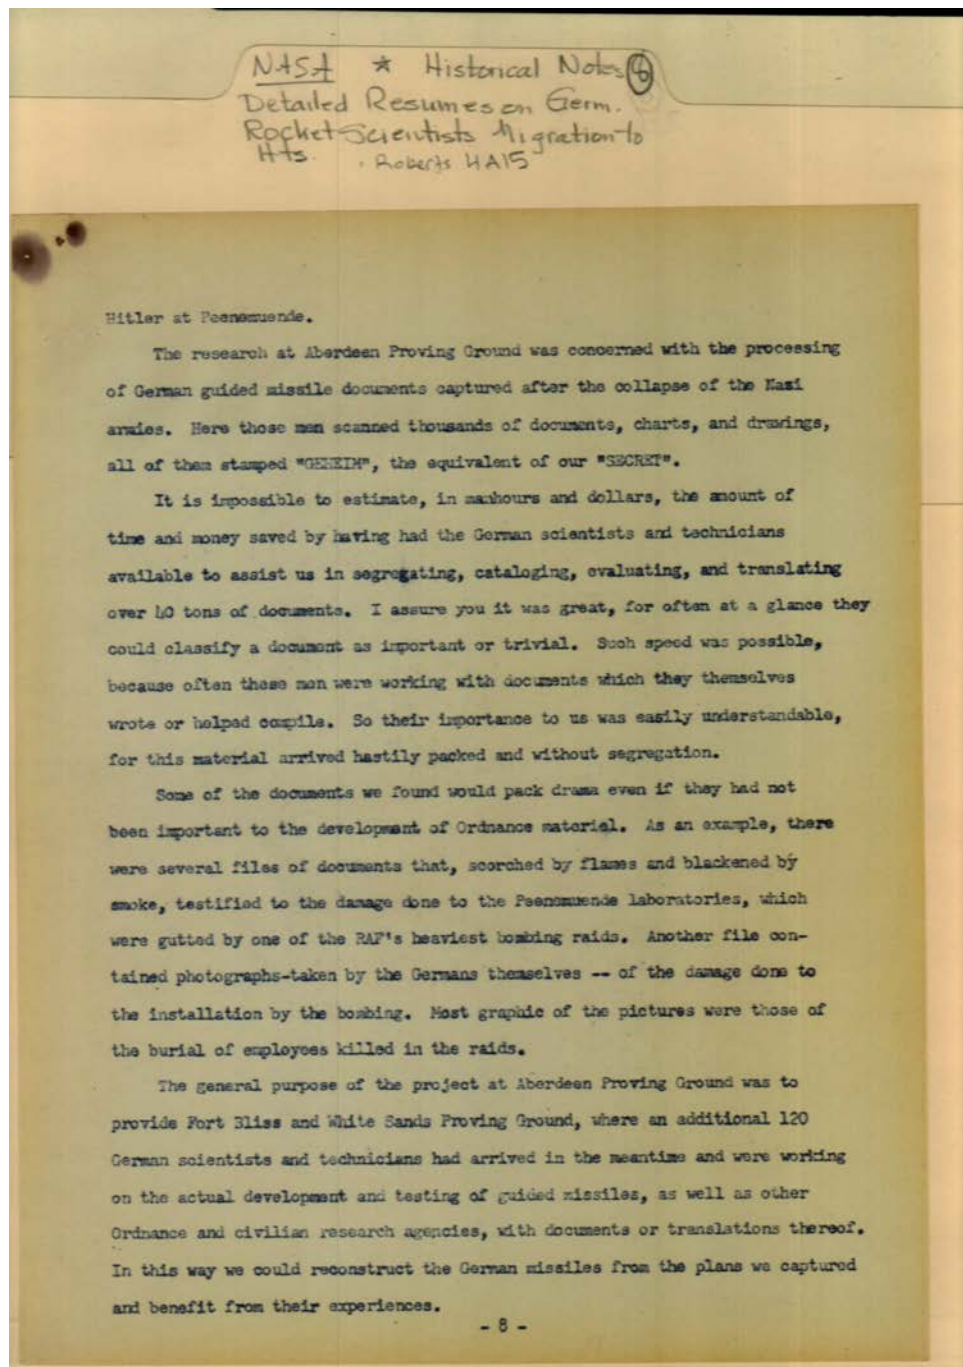 NASA * Historical Notes 8
Detailed Resumes on Germ.
Rocket Scientists Migration to
Hts. . Roberts 4A15
Hitler at Peenemuende.
The research at Aberdeen Proving Ground was concerned with the processing
of German guided missile documents captured after the collapse of the Nazi
armies. Here those men scanned thousands of documents, charts, and drawings,
all of them stamped "GEHEIM", the equivalent of our "SECRET".
It is impossible to estimate, in manhours and dollars, the amount of
time and money saved by having had the German scientists and technicians
available to assist us in segregating, cataloging, evaluating, and translating
over 40 tons of documents. I assure you it was great, for often at a glance they
could classify a document as important or trivial. Such speed was possible,
because often these men were working with documents which they themselves
wrote or helped compile. So their importance to us was easily understandable,
for this material arrived hastily packed and without segregation.
Some of the documents we found would pack drama even if they had not
been important to the development of Ordnance material. As an example, there
were several files of documents that, scorched by flames and blackened by
smoke, testified to the damage done to the Peenemuende laboratories, which
were gutted by one of the RAF's heaviest bombing raids. Another file con-
tained photographs-taken by the Germans themselves -- of the damage done to
the installation by the bombing. Most graphic of the pictures were those of
the burial of employees killed in the raids.
The general purpose of the project at Aberdeen Proving Ground was to
provide Fort Bliss and White Sands Proving Ground, where an additional 120
German scientists and technicians had arrived in the meantime and were working
on the actual development and testing of guided missiles, as well as other
Ordnance and civilian research agencies, with documents or translations thereof.
In this way we could reconstruct the German missiles from the plans we captured
and benefit from their experiences.
- 8 -